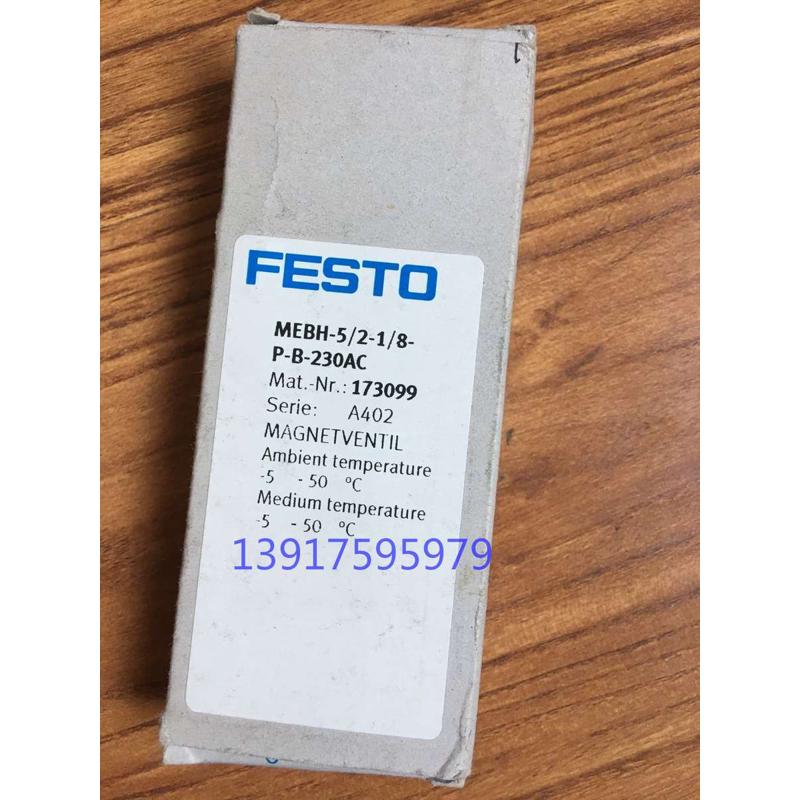 FESTO
MEBH-5/2-1/8-
P-B-230AC
Mat.-Nr.: 173099
Serie: A402
MAGNETVENTIL
Ambient temperature
-5 - 50 °C
Medium temperature
-5 - 50 °C
13917595979